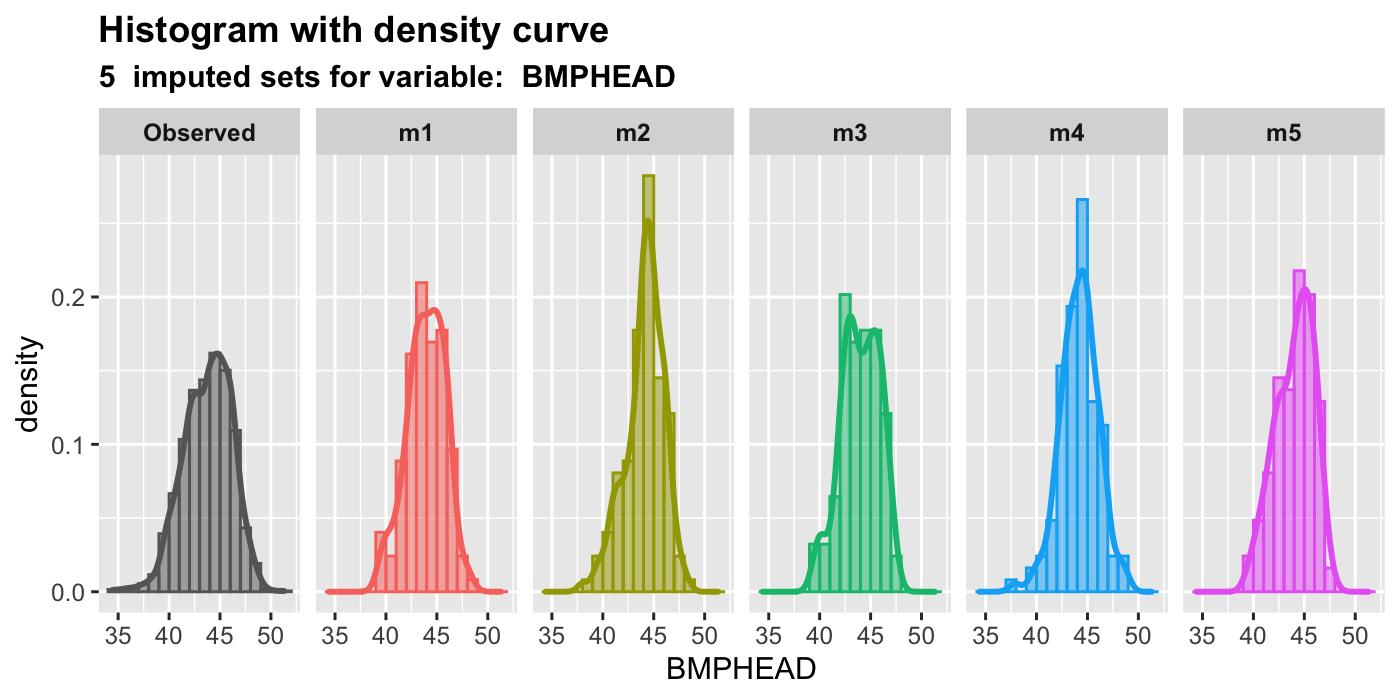 Histogram with density curve
5 imputed sets for variable: BMPHEAD
Observed m1 m2 m3 m4 m5
density
0.2
0.1
0.0
35 40 45 50 35 40 45 50 35 40 45 50 35 40 45 50 35 40 45 50 35 40 45 50
BMPHEAD